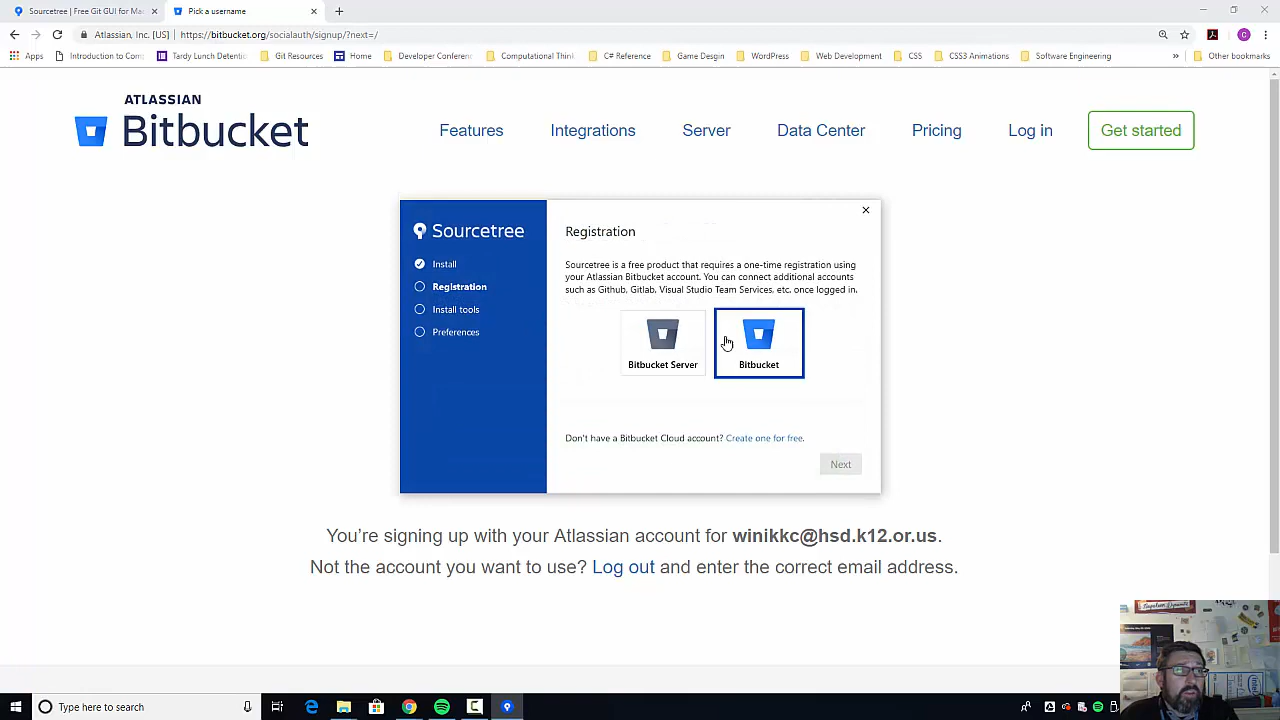 Sourcetree | Free Git GUI for Ma
Pick a username
Atlassian, Inc. [US]
https://bitbucket.org/socialauth/signup/?next=/
Apps
Introduction to Com
Tardy Lunch Detenti
Git Resources
Home
Developer Conferen
Computational Think
C# Reference
Game Desgin
WordPress
Web Development
CSS
CSS3 Animations
Software Engineering
»
Other bookmarks
ATLASSIAN
Bitbucket
Features
Integrations
Server
Data Center
Pricing
Log in
Get started
Sourcetree
Install
Registration
Install tools
Preferences
Registration
Sourcetree is a free product that requires a one-time registration using
your Atlassian Bitbucket account. You can connect additional accounts
such as Github, Gitlab, Visual Studio Team Services, etc. once logged in.
Bitbucket Server
Bitbucket
Don't have a Bitbucket Cloud account? Create one for free.
Next
You're signing up with your Atlassian account for winikkc@hsd.k12.or.us.
Not the account you want to use? Log out and enter the correct email address.
Type here to search